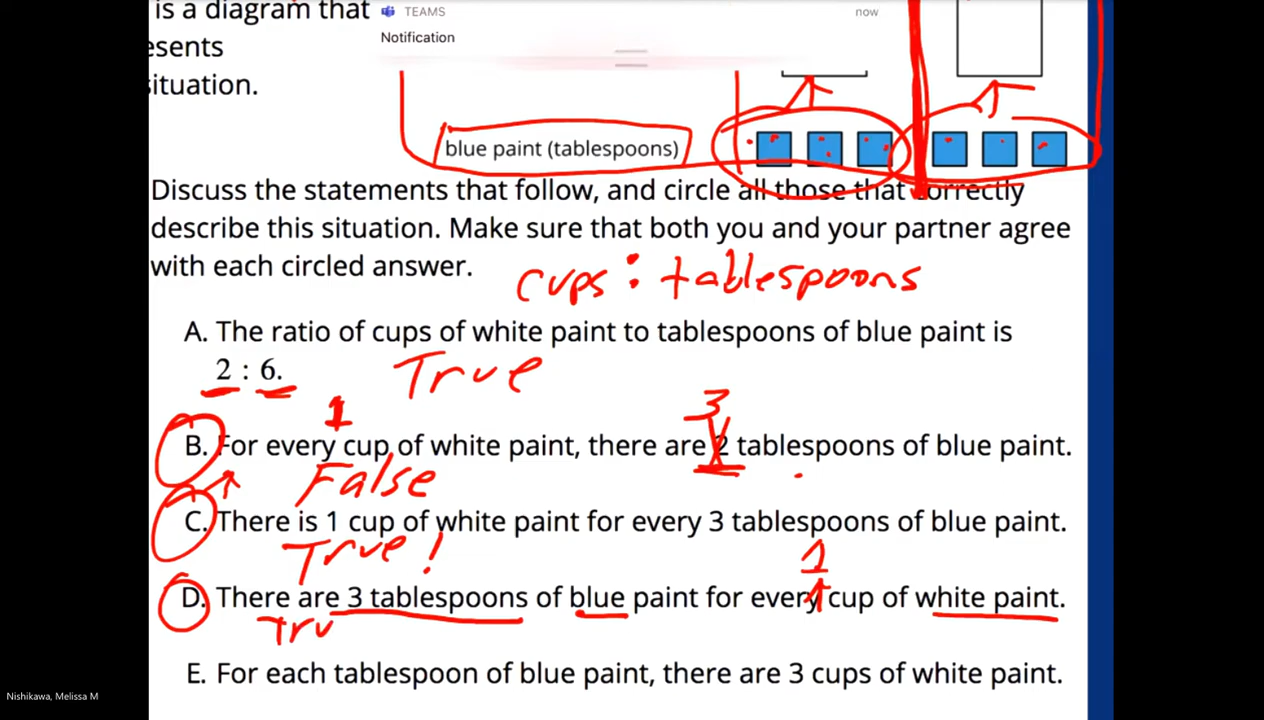 is a diagram that
esents
situation.
TEAMS
now
Notification
blue paint (tablespoons)
Discuss the statements that follow, and circle all those that correctly
describe this situation. Make sure that both you and your partner agree
with each circled answer.
cups : tablespoons
A. The ratio of cups of white paint to tablespoons of blue paint is
2 : 6.
True
1
3
B. For every cup of white paint, there are 2 tablespoons of blue paint.
False
C. There is 1 cup of white paint for every 3 tablespoons of blue paint.
True!
1
D. There are 3 tablespoons of blue paint for every cup of white paint.
Tru
E. For each tablespoon of blue paint, there are 3 cups of white paint.
Nishikawa, Melissa M